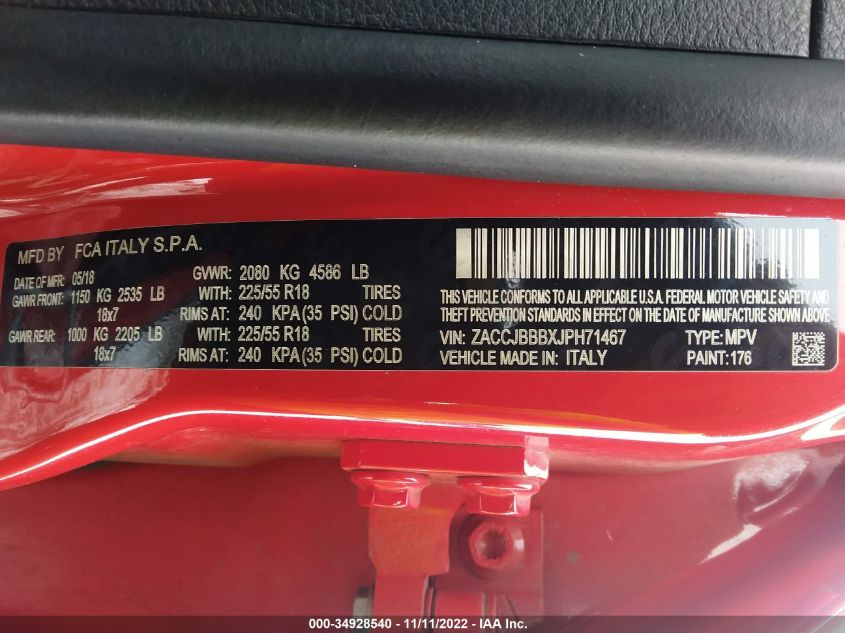 MFD BY FCA ITALY S.P.A.
DATE OF MFR: 05/18 GVWR: 2080 KG 4586 LB
GAWR FRONT: 1150 KG 2535 LB WITH: 225/55 R18 TIRES
18x7 RIMS AT: 240 KPA (35 PSI) COLD
GAWR REAR: 1000 KG 2205 LB WITH: 225/55 R18 TIRES
18x7 RIMS AT: 240 KPA (35 PSI) COLD
THIS VEHICLE CONFORMS TO ALL APPLICABLE U.S.A. FEDERAL MOTOR VEHICLE SAFETY AND
THEFT PREVENTION STANDARDS IN EFFECT ON THE DATE OF MANUFACTURE SHOWN ABOVE.
VIN: ZACCJBBBXJPH71467 TYPE: MPV
VEHICLE MADE IN: ITALY PAINT: 176
000-34928540 - 11/11/2022 - IAA Inc.